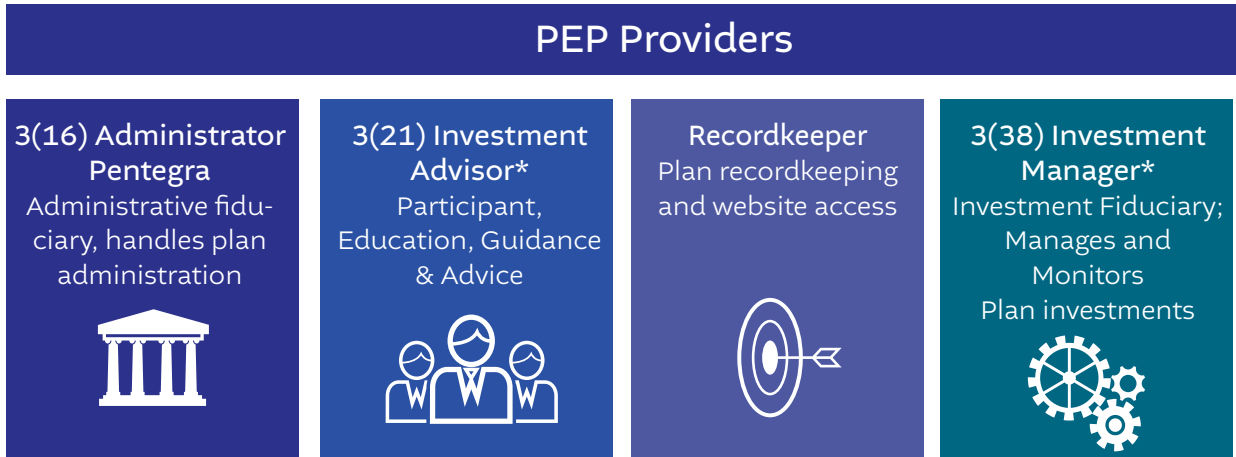 PEP Providers
3(16) Administrator
Pentegra
Administrative fidu-
ciary, handles plan
administration
3(21) Investment
Advisor*
Participant,
Education, Guidance
& Advice
Recordkeeper
Plan recordkeeping
and website access
3(38) Investment
Manager*
Investment Fiduciary;
Manages and
Monitors
Plan investments